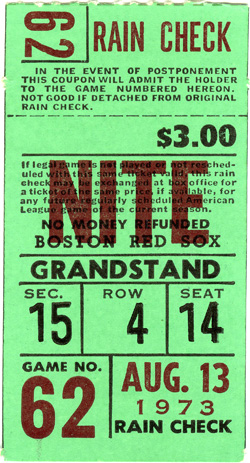 62
RAIN CHECK
IN THE EVENT OF POSTPONEMENT
THIS COUPON WILL ADMIT THE HOLDER
TO THE GAME NUMBERED HEREON.
NOT GOOD IF DETACHED FROM ORIGINAL
RAIN CHECK.
$3.00
NITE
If legal game is not played or not resched-
uled with this same ticket valid, this rain
check may be exchanged at box office for
a ticket of the same price, if available, for
any future regularly scheduled American
League game of the current season.
NO MONEY REFUNDED
BOSTON RED SOX
GRANDSTAND
SEC. ROW SEAT
15 4 14
GAME NO.
62
AUG. 13
1973
RAIN CHECK